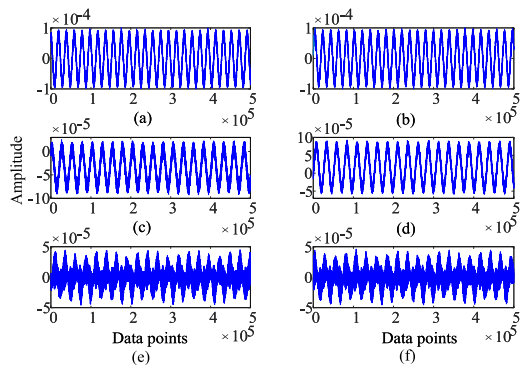 1 ×10-4 1 ×10-4
0 0
-1 -1
0 1 2 3 4 5 0 1 2 3 4 5
(a) ×105 (b) ×105
×10-5 10 ×10-5
0 5
-5 0
-10 -5
0 1 2 3 4 5 0 1 2 3 4 5
(c) ×105 (d) ×105
Amplitude
5 ×10-5 5 ×10-5
0 0
-5 -5
0 1 2 3 4 5 0 1 2 3 4 5
Data points ×105 Data points ×105
(e) (f)